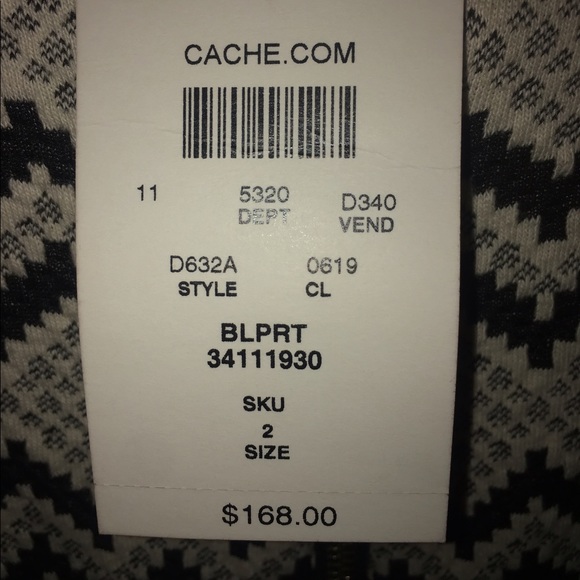 CACHE.COM
11 5320 D340
DEPT VEND
D632A 0619
STYLE CL
BLPRT
34111930
SKU
2
SIZE
$168.00